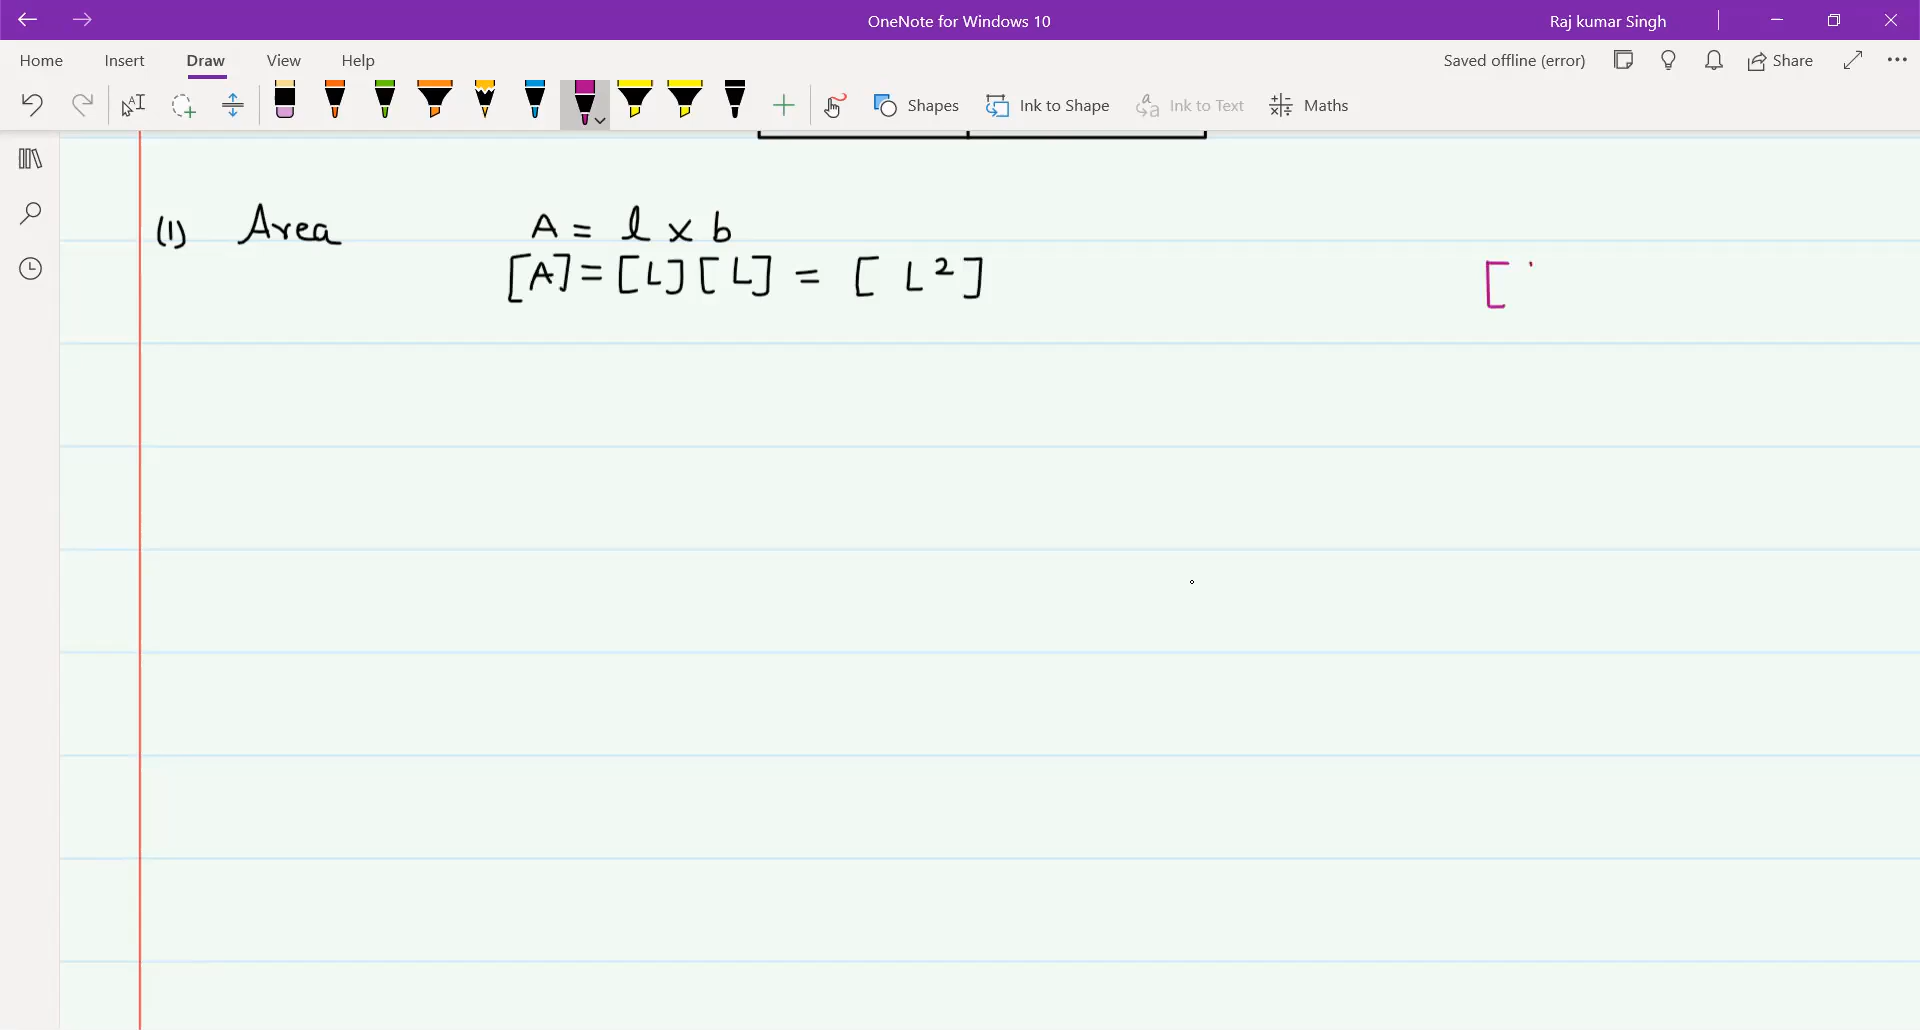 OneNote for Windows 10
Raj kumar Singh
Home Insert Draw View Help
Saved offline (error) Share
Shapes Ink to Shape Ink to Text Maths
(1) Area A = l × b
[A] = [L] [L] = [ L² ]
[